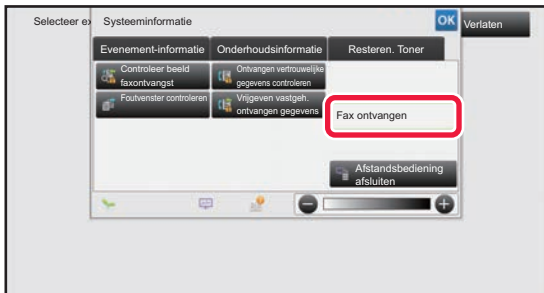 Selecteer ex
Systeeminformatie
OK
Verlaten
Evenement-informatie
Onderhoudsinformatie
Resteren. Toner
Controleer beeld
faxontvangst
Ontvangen vertrouwelijke
gegevens controleren
Foutvenster controleren
Vrijgeven vastgeh.
ontvangen gegevens
Fax ontvangen
Afstandsbediening
afsluiten